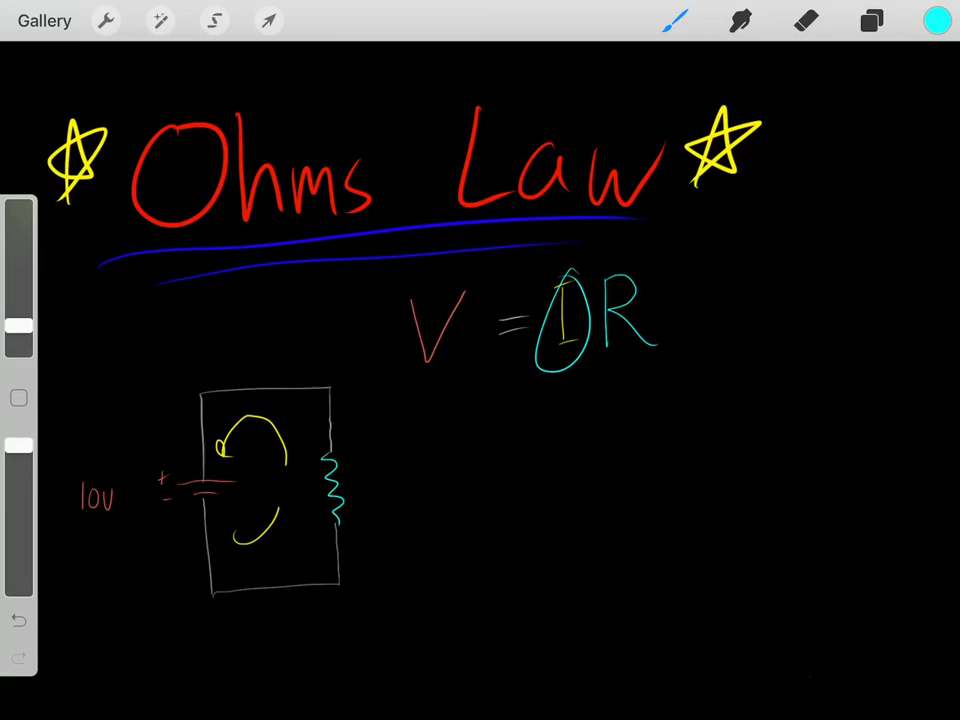 Gallery
Ohms Law
V = IR
+
10V
-